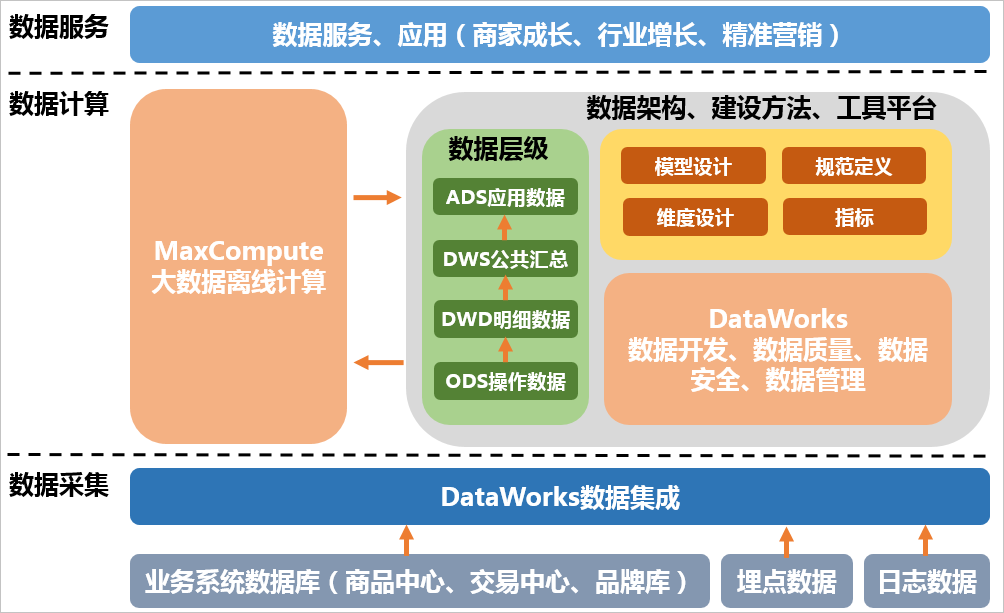 数据服务
数据服务、应用（商家成长、行业增长、精准营销）
数据计算
MaxCompute
大数据离线计算
数据架构、建设方法、工具平台
数据层级
ADS应用数据
DWS公共汇总
DWD明细数据
ODS操作数据
模型设计
规范定义
维度设计
指标
DataWorks
数据开发、数据质量、数据
安全、数据管理
数据采集
DataWorks数据集成
业务系统数据库（商品中心、交易中心、品牌库）
埋点数据
日志数据